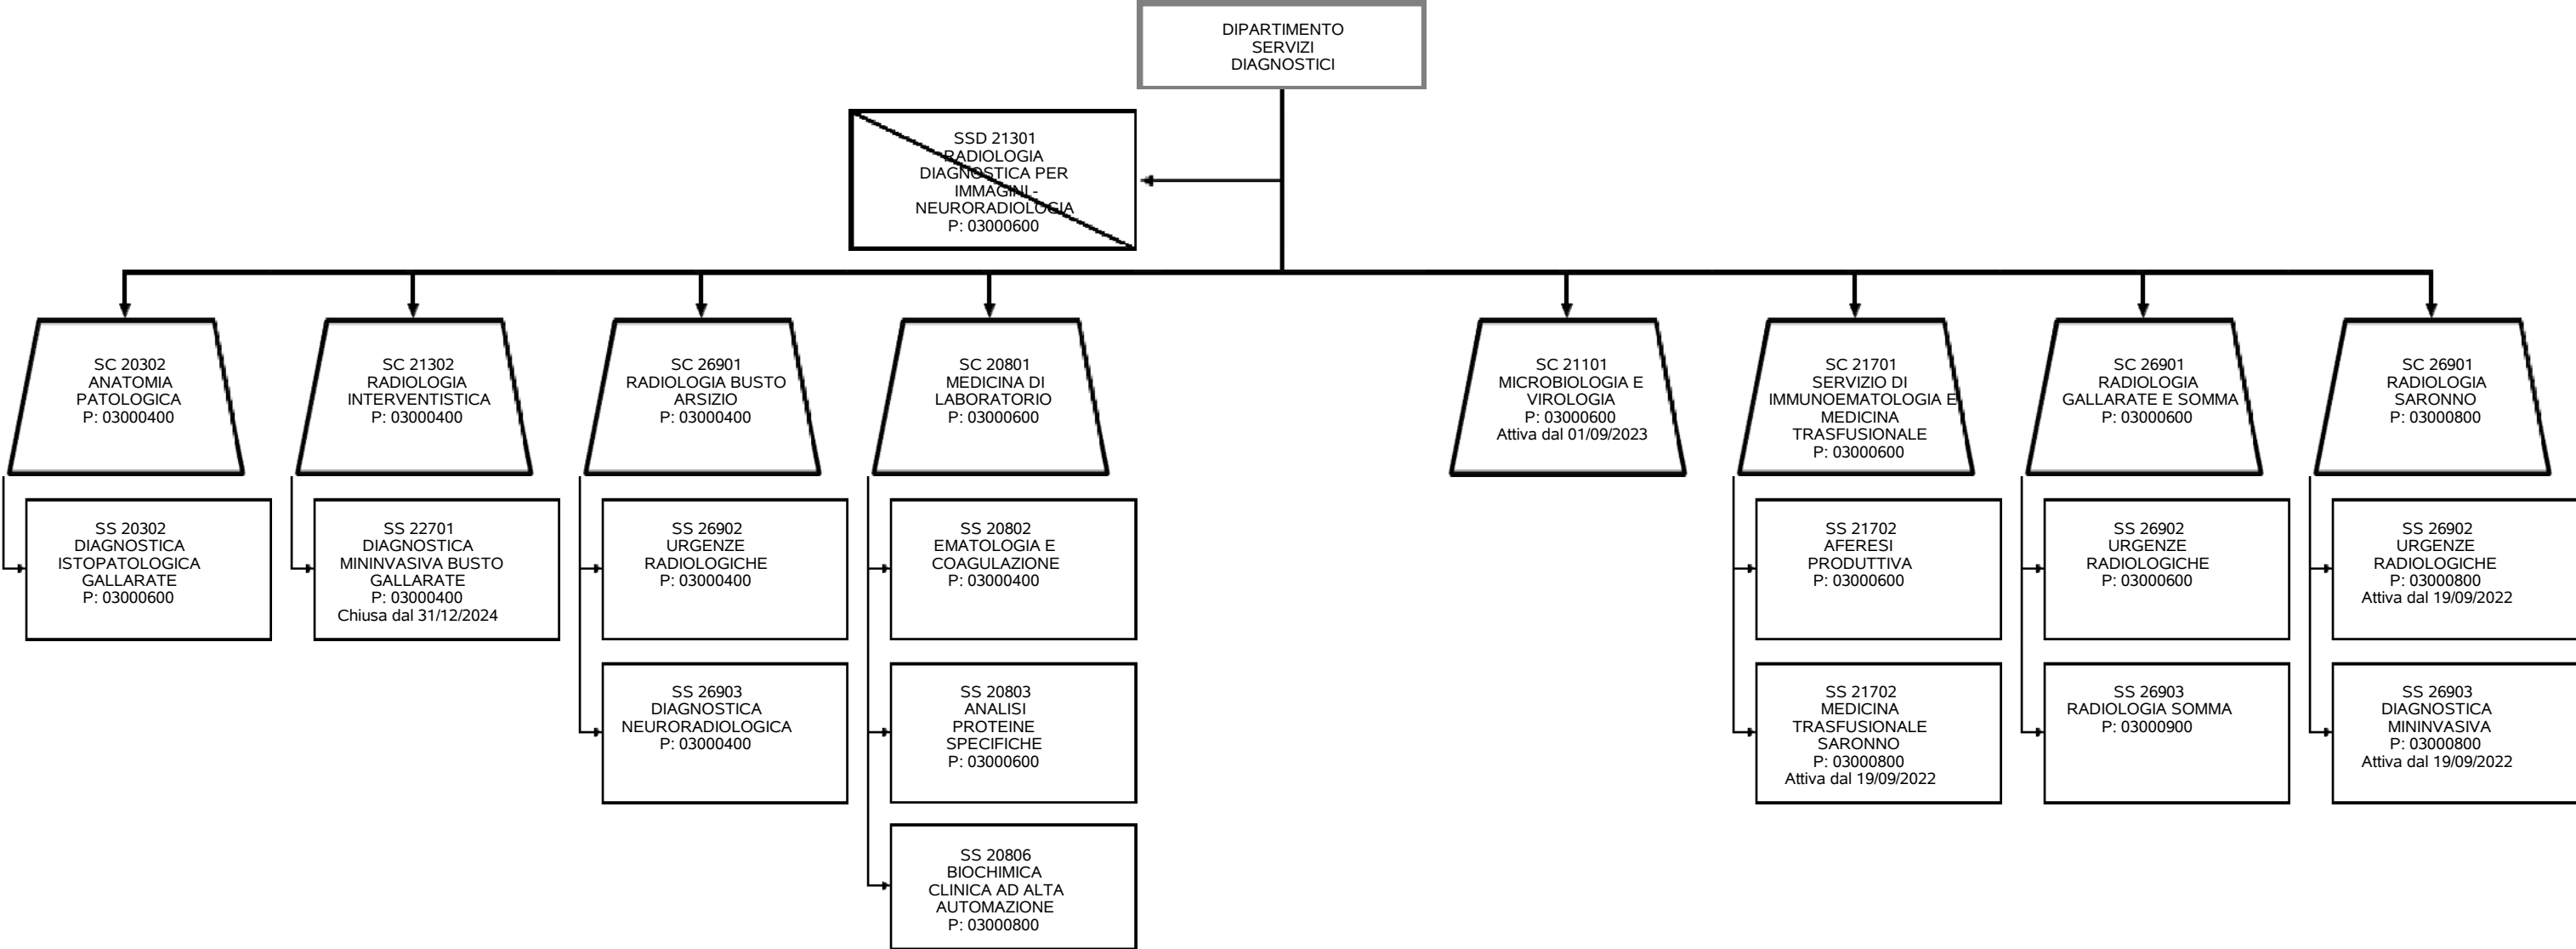 DIPARTIMENTO
SERVIZI
DIAGNOSTICI
SSD 21301
RADIOLOGIA
DIAGNOSTICA PER
IMMAGINI -
NEURORADIOLOGIA
P: 03000600
SC 20302
ANATOMIA
PATOLOGICA
P: 03000400
SC 21302
RADIOLOGIA
INTERVENTISTICA
P: 03000400
SC 26901
RADIOLOGIA BUSTO
ARSIZIO
P: 03000400
SC 20801
MEDICINA DI
LABORATORIO
P: 03000600
SC 21101
MICROBIOLOGIA E
VIROLOGIA
P: 03000600
Attiva dal 01/09/2023
SC 21701
SERVIZIO DI
IMMUNOEMATOLOGIA E
MEDICINA
TRASFUSIONALE
P: 03000600
SC 26901
RADIOLOGIA
GALLARATE E SOMMA
P: 03000600
SC 26901
RADIOLOGIA
SARONNO
P: 03000800
SS 20302
DIAGNOSTICA
ISTOPATOLOGICA
GALLARATE
P: 03000600
SS 22701
DIAGNOSTICA
MININVASIVA BUSTO
GALLARATE
P: 03000400
Chiusa dal 31/12/2024
SS 26902
URGENZE
RADIOLOGICHE
P: 03000400
SS 20802
EMATOLOGIA E
COAGULAZIONE
P: 03000400
SS 21702
AFERESI
PRODUTTIVA
P: 03000600
SS 26902
URGENZE
RADIOLOGICHE
P: 03000600
SS 26902
URGENZE
RADIOLOGICHE
P: 03000800
Attiva dal 19/09/2022
SS 26903
DIAGNOSTICA
NEURORADIOLOGICA
P: 03000400
SS 20803
ANALISI
PROTEINE
SPECIFICHE
P: 03000600
SS 21702
MEDICINA
TRASFUSIONALE
SARONNO
P: 03000800
Attiva dal 19/09/2022
SS 26903
RADIOLOGIA SOMMA
P: 03000900
SS 26903
DIAGNOSTICA
MININVASIVA
P: 03000800
Attiva dal 19/09/2022
SS 20806
BIOCHIMICA
CLINICA AD ALTA
AUTOMAZIONE
P: 03000800